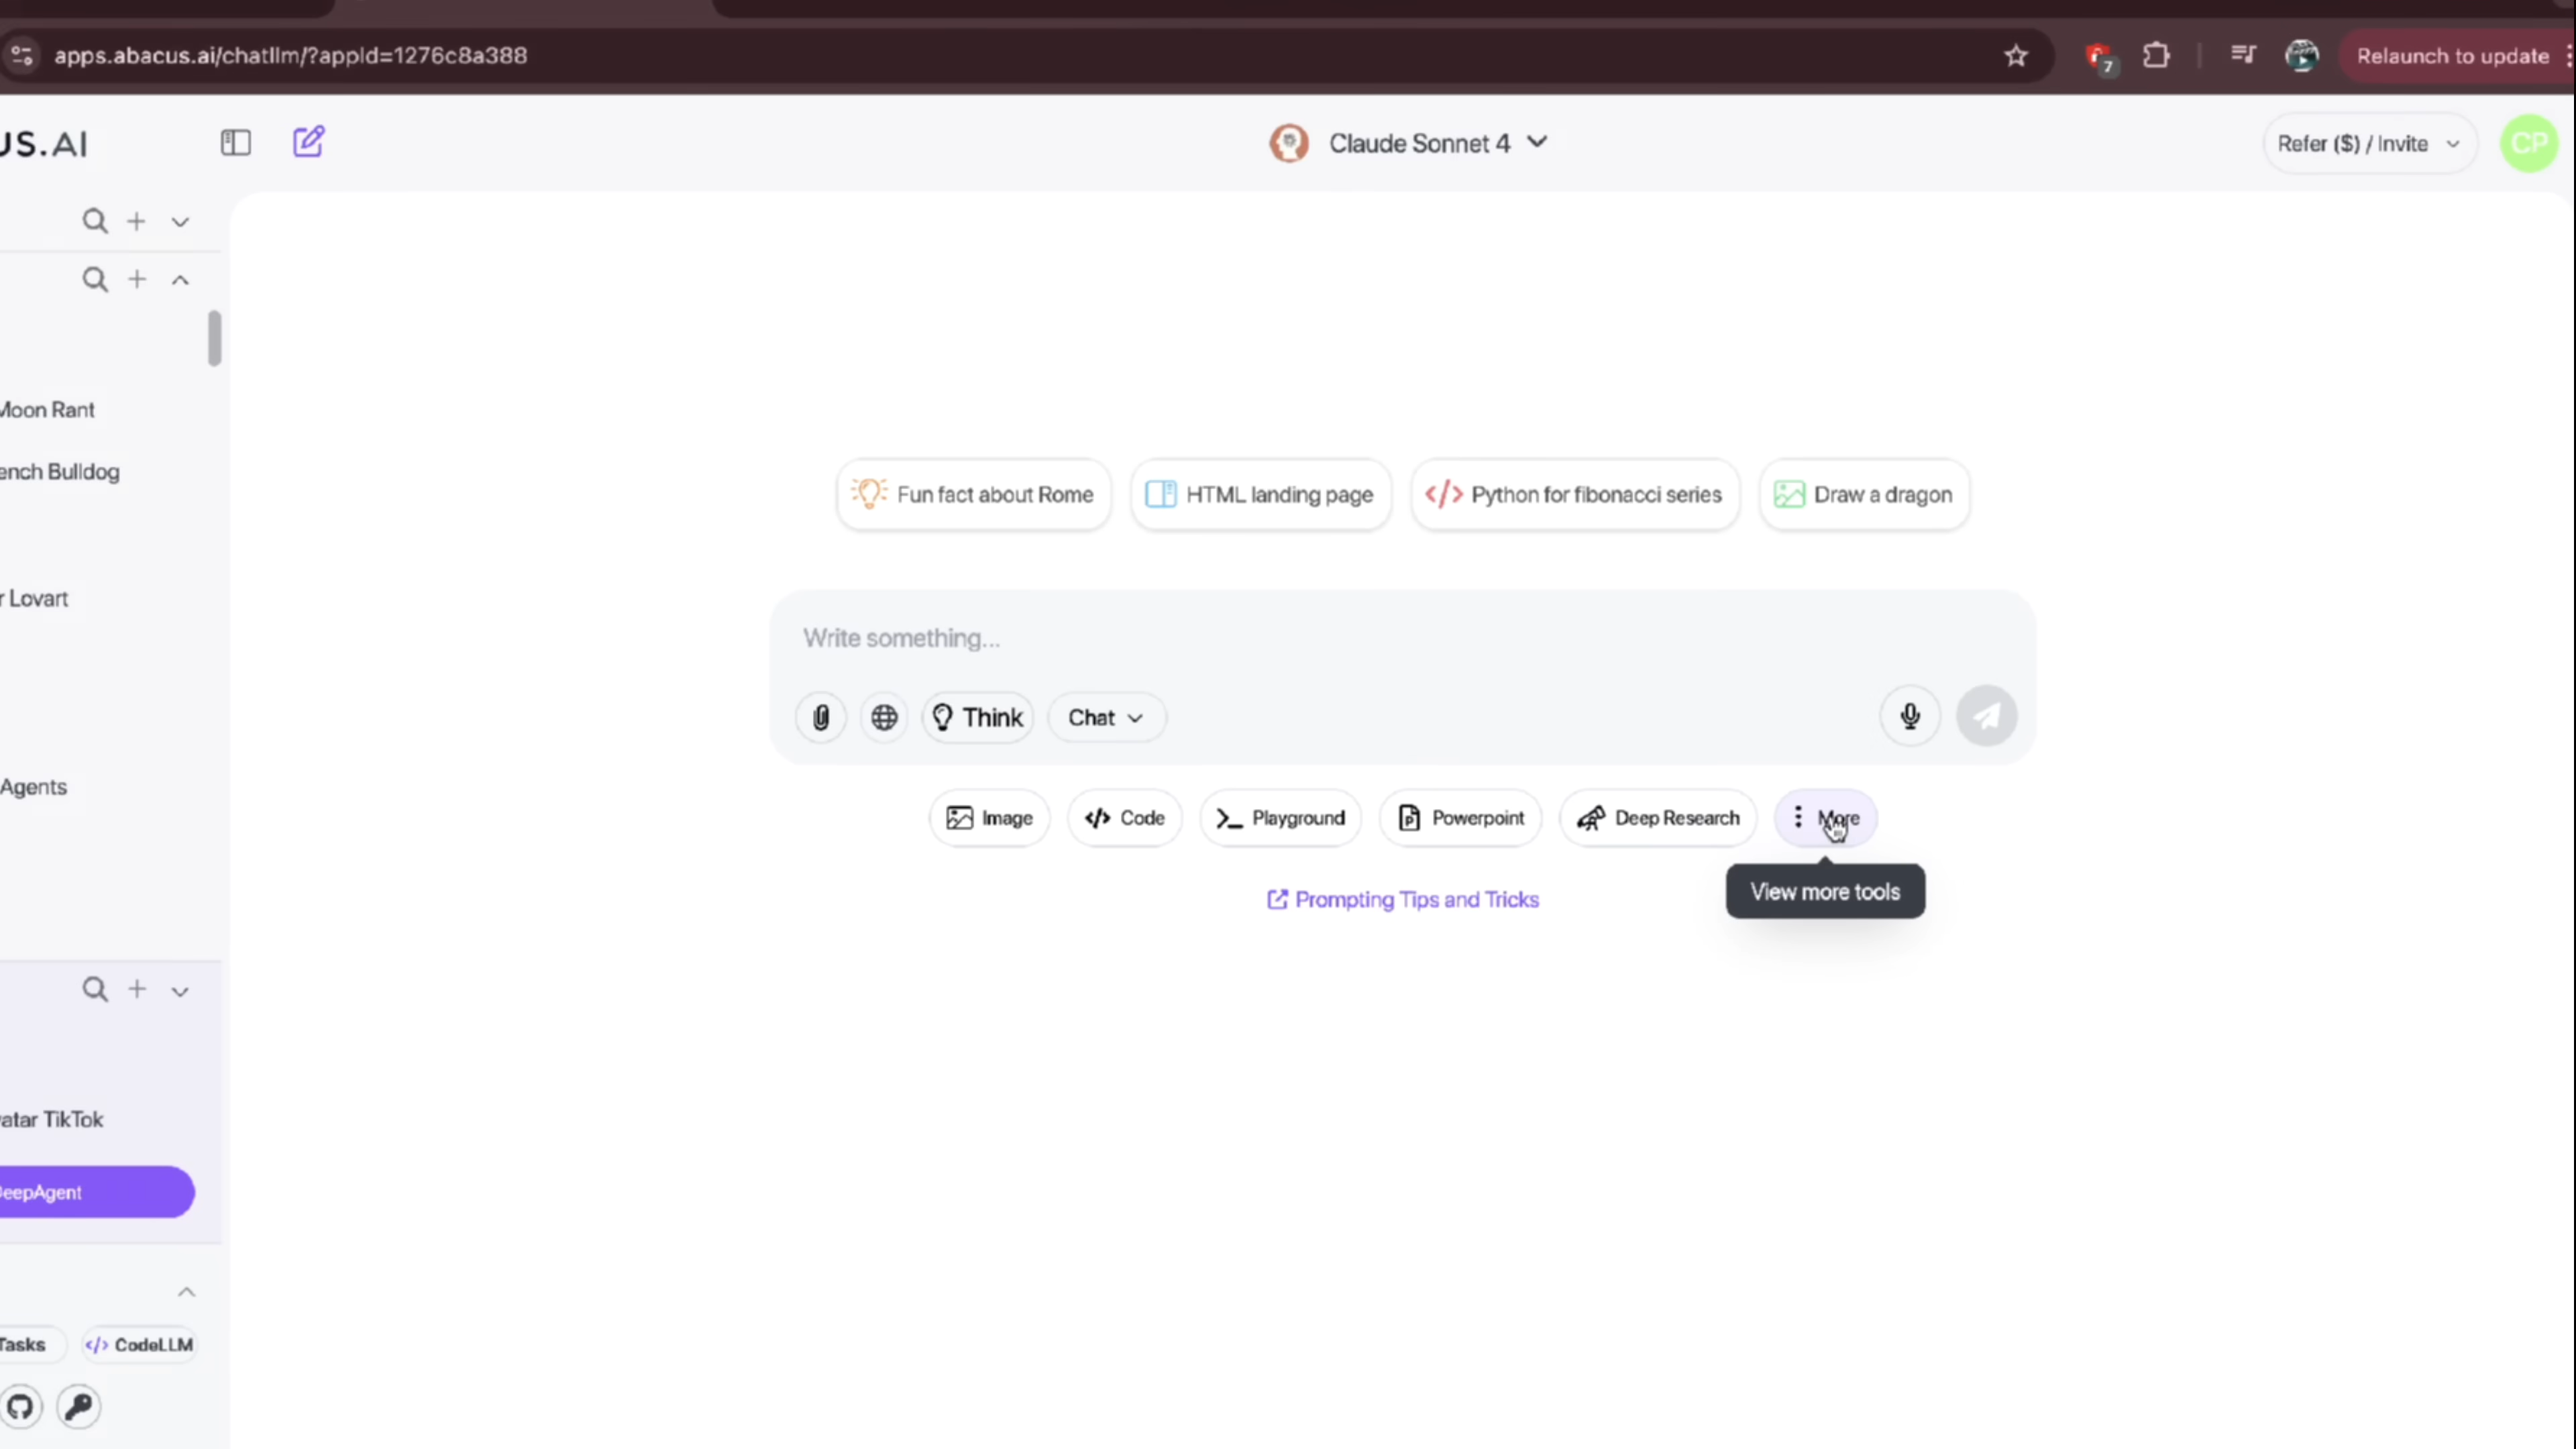 apps.abacus.ai/chatllm/?appId=1276c8a388
7
Relaunch to update
US.AI
Claude Sonnet 4
Refer ($) / Invite
CP
Moon Rant
ench Bulldog
r Lovart
Agents
Fun fact about Rome
HTML landing page
Python for fibonacci series
Draw a dragon
Write something...
Think
Chat
Image
Code
Playground
Powerpoint
Deep Research
More
View more tools
Prompting Tips and Tricks
vatar TikTok
DeepAgent
Tasks
CodeLLM